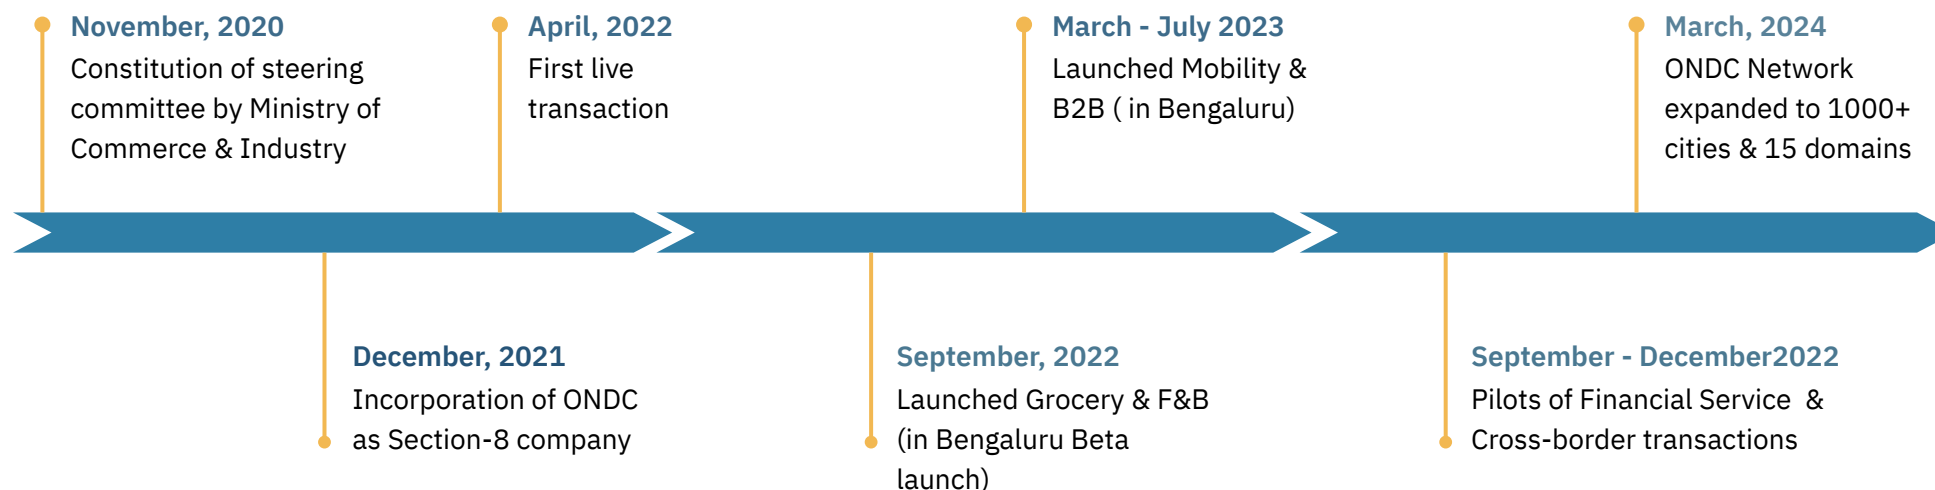 November, 2020
Constitution of steering
committee by Ministry of
Commerce & Industry
April, 2022
First live
transaction
March - July 2023
Launched Mobility &
B2B ( in Bengaluru)
March, 2024
ONDC Network
expanded to 1000+
cities & 15 domains
December, 2021
Incorporation of ONDC
as Section-8 company
September, 2022
Launched Grocery & F&B
(in Bengaluru Beta
launch)
September - December2022
Pilots of Financial Service  &
Cross-border transactions